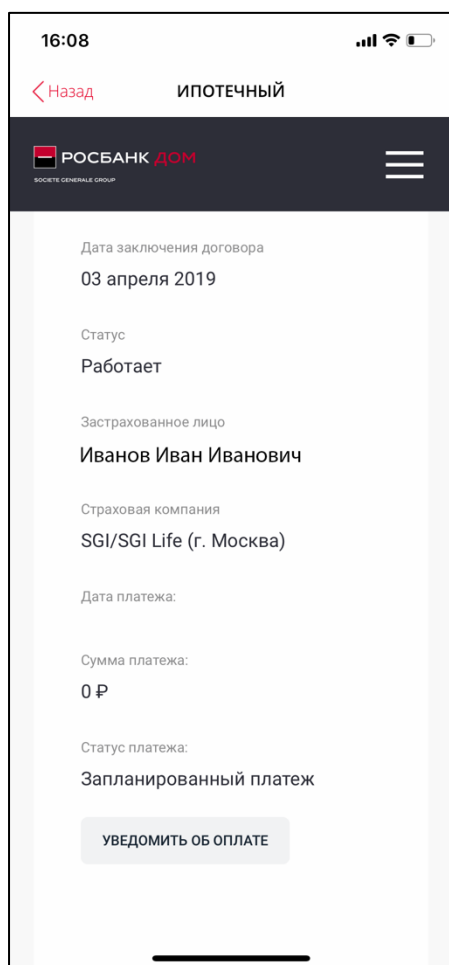 16:08
Назад
ИПОТЕЧНЫЙ
РОСБАНК ДОМ
SOCIETE GENERALE GROUP
Дата заключения договора
03 апреля 2019
Статус
Работает
Застрахованное лицо
Иванов Иван Иванович
Страховая компания
SGI/SGI Life (г. Москва)
Дата платежа:
Сумма платежа:
0 ₽
Статус платежа:
Запланированный платеж
УВЕДОМИТЬ ОБ ОПЛАТЕ